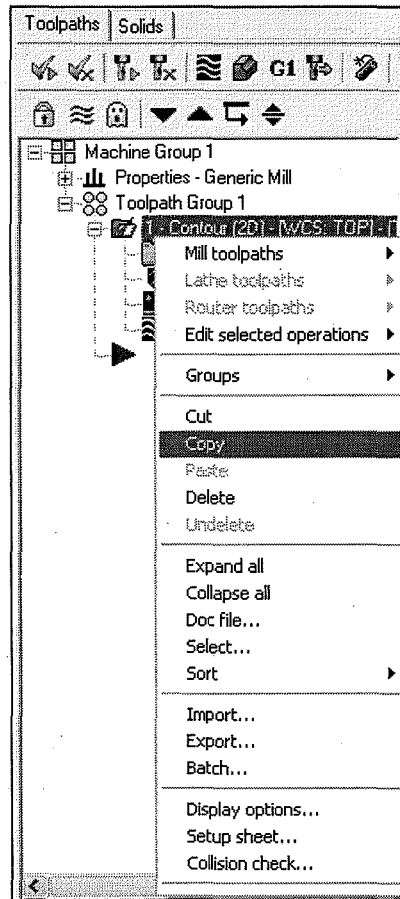 Toolpaths Solids
G1
Machine Group 1
Properties - Generic Mill
Toolpath Group 1
1 - Contour (2D) - [WCS: TOP] - [T
Mill toolpaths
Lathe toolpaths
Router toolpaths
Edit selected operations
Groups
Cut
Copy
Paste
Delete
Undelete
Expand all
Collapse all
Doc file...
Select...
Sort
Import...
Export...
Batch...
Display options...
Setup sheet...
Collision check...